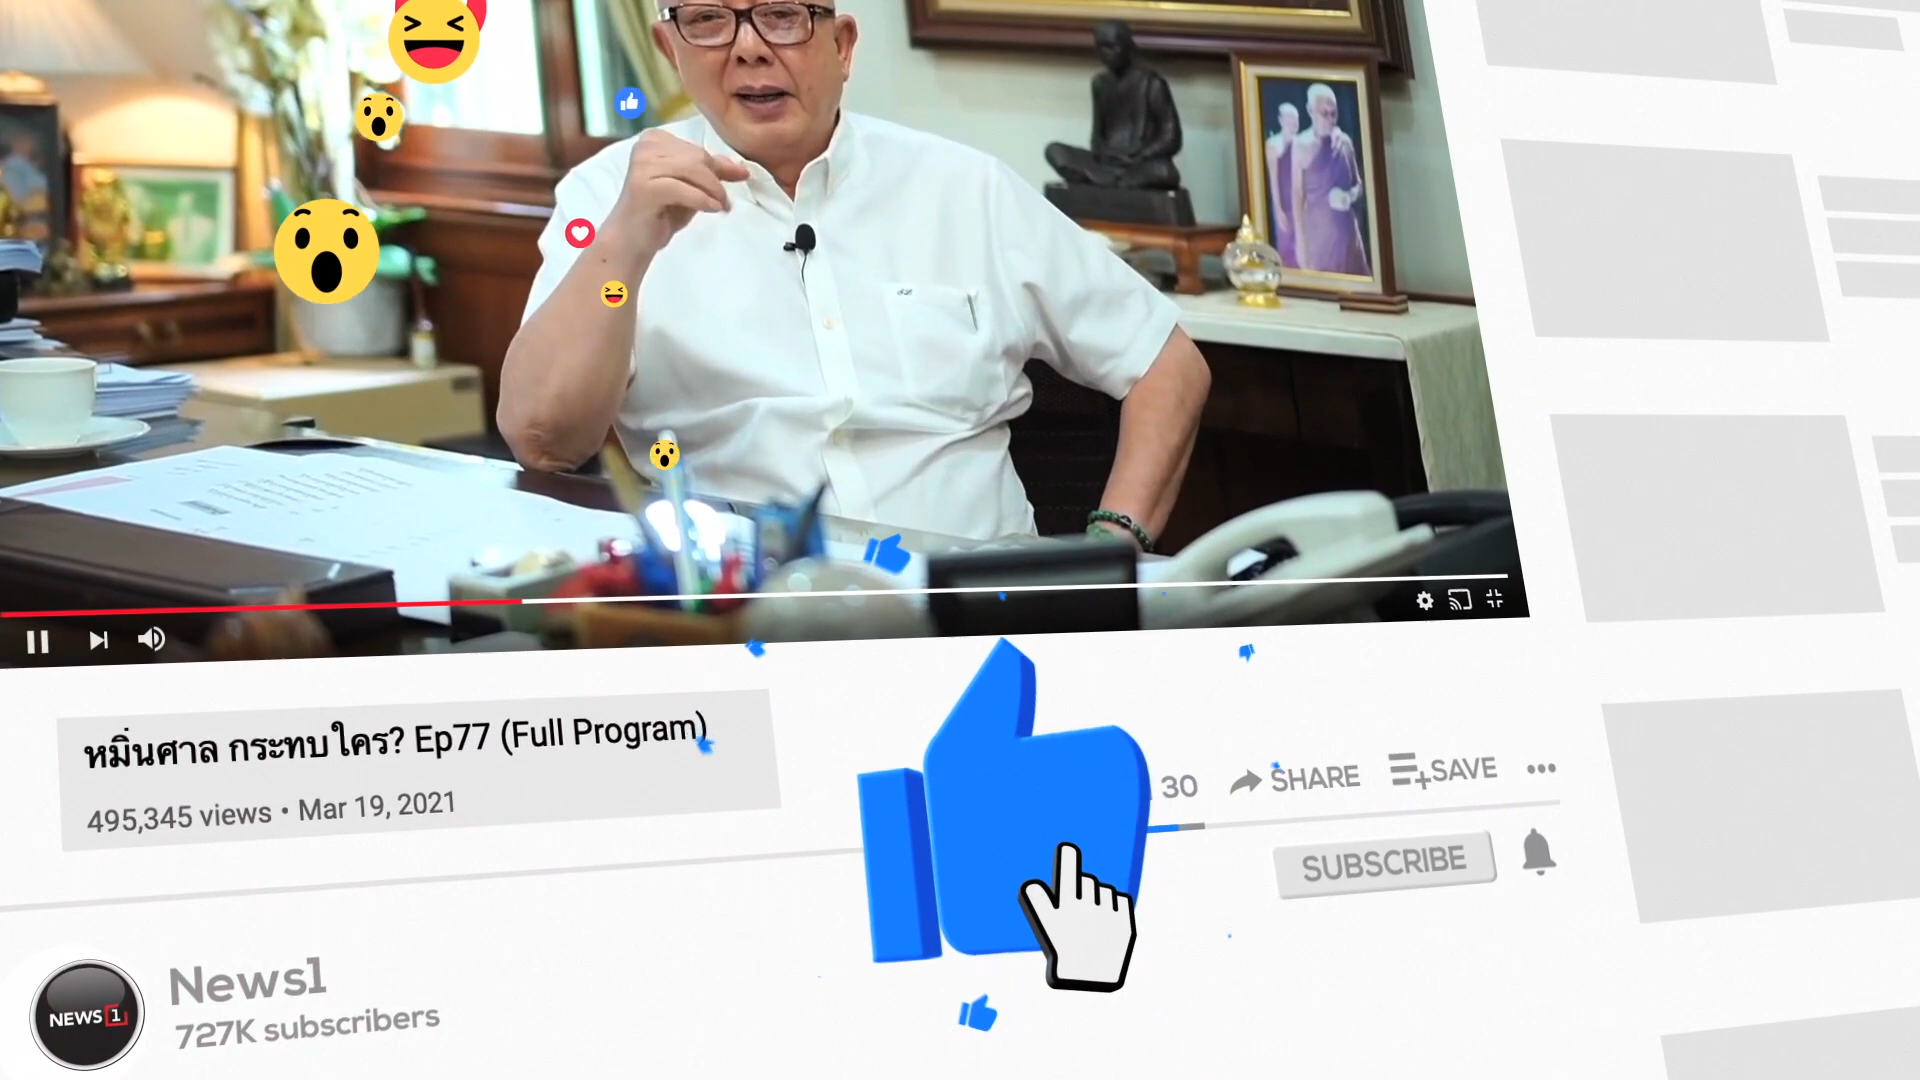 หมิ่นศาล กระทบใคร? Ep77 (Full Program)
495,345 views • Mar 19, 2021
30
SHARE
SAVE
SUBSCRIBE
NEWS 1
News1
727K subscribers